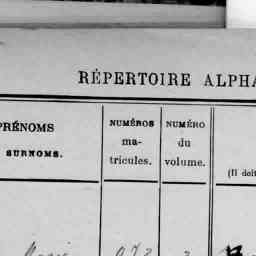 RÉPERTOIRE ALPHA
PRÉNOMS
SURNOMS.
NUMÉROS
ma-
tricules.
NUMÉRO
du
volume.
(Il doit